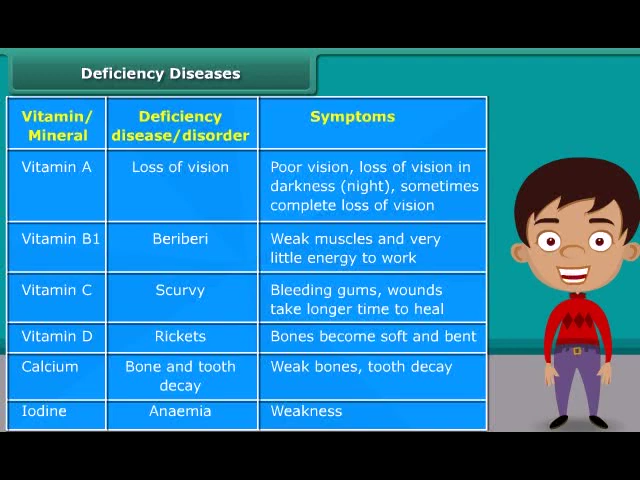 Deficiency Diseases
Vitamin/ Mineral
Deficiency disease/disorder
Symptoms
Vitamin A
Loss of vision
Poor vision, loss of vision in
darkness (night), sometimes
complete loss of vision
Vitamin B1
Beriberi
Weak muscles and very
little energy to work
Vitamin C
Scurvy
Bleeding gums, wounds
take longer time to heal
Vitamin D
Rickets
Bones become soft and bent
Calcium
Bone and tooth
decay
Weak bones, tooth decay
Iodine
Anaemia
Weakness